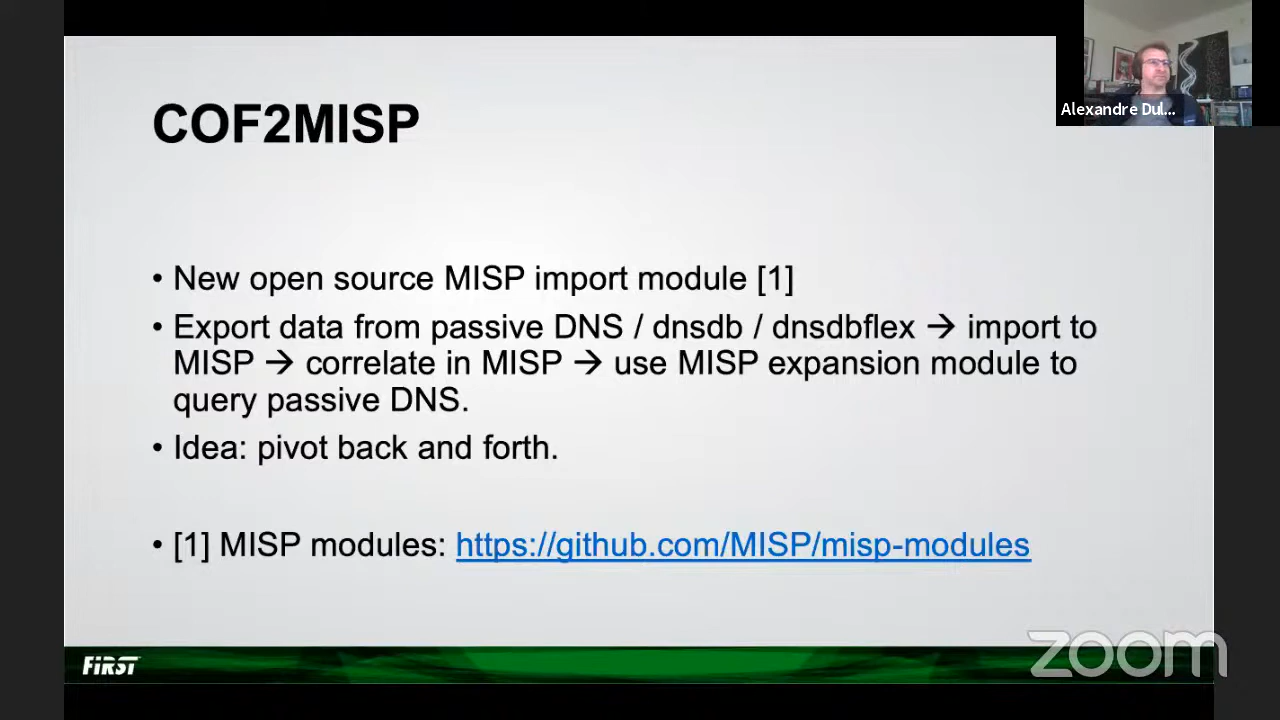 COF2MISP
Alexandre Dul...
• New open source MISP import module [1]
• Export data from passive DNS / dnsdb / dnsdbflex → import to
MISP → correlate in MISP → use MISP expansion module to
query passive DNS.
• Idea: pivot back and forth.
• [1] MISP modules: https://github.com/MISP/misp-modules
FiRST
zoom